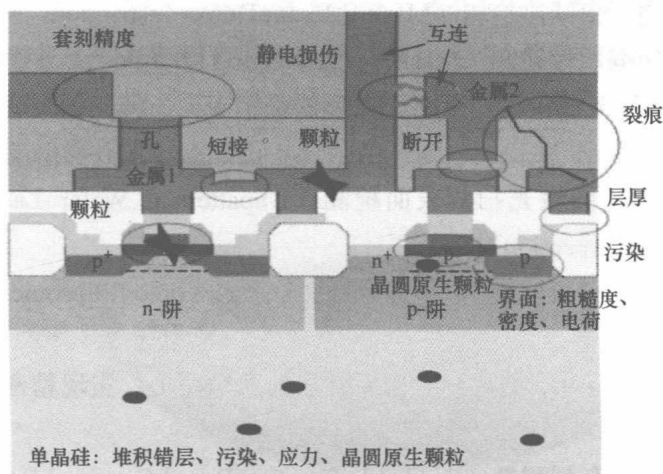 套刻精度
静电损伤
互连
金属2
裂痕
孔
短接
颗粒
断开
金属1
层厚
颗粒
污染
p+
n+
p
p
晶圆原生颗粒
界面：粗糙度、
密度、电荷
n-阱
p-阱
单晶硅：堆积错层、污染、应力、晶圆原生颗粒